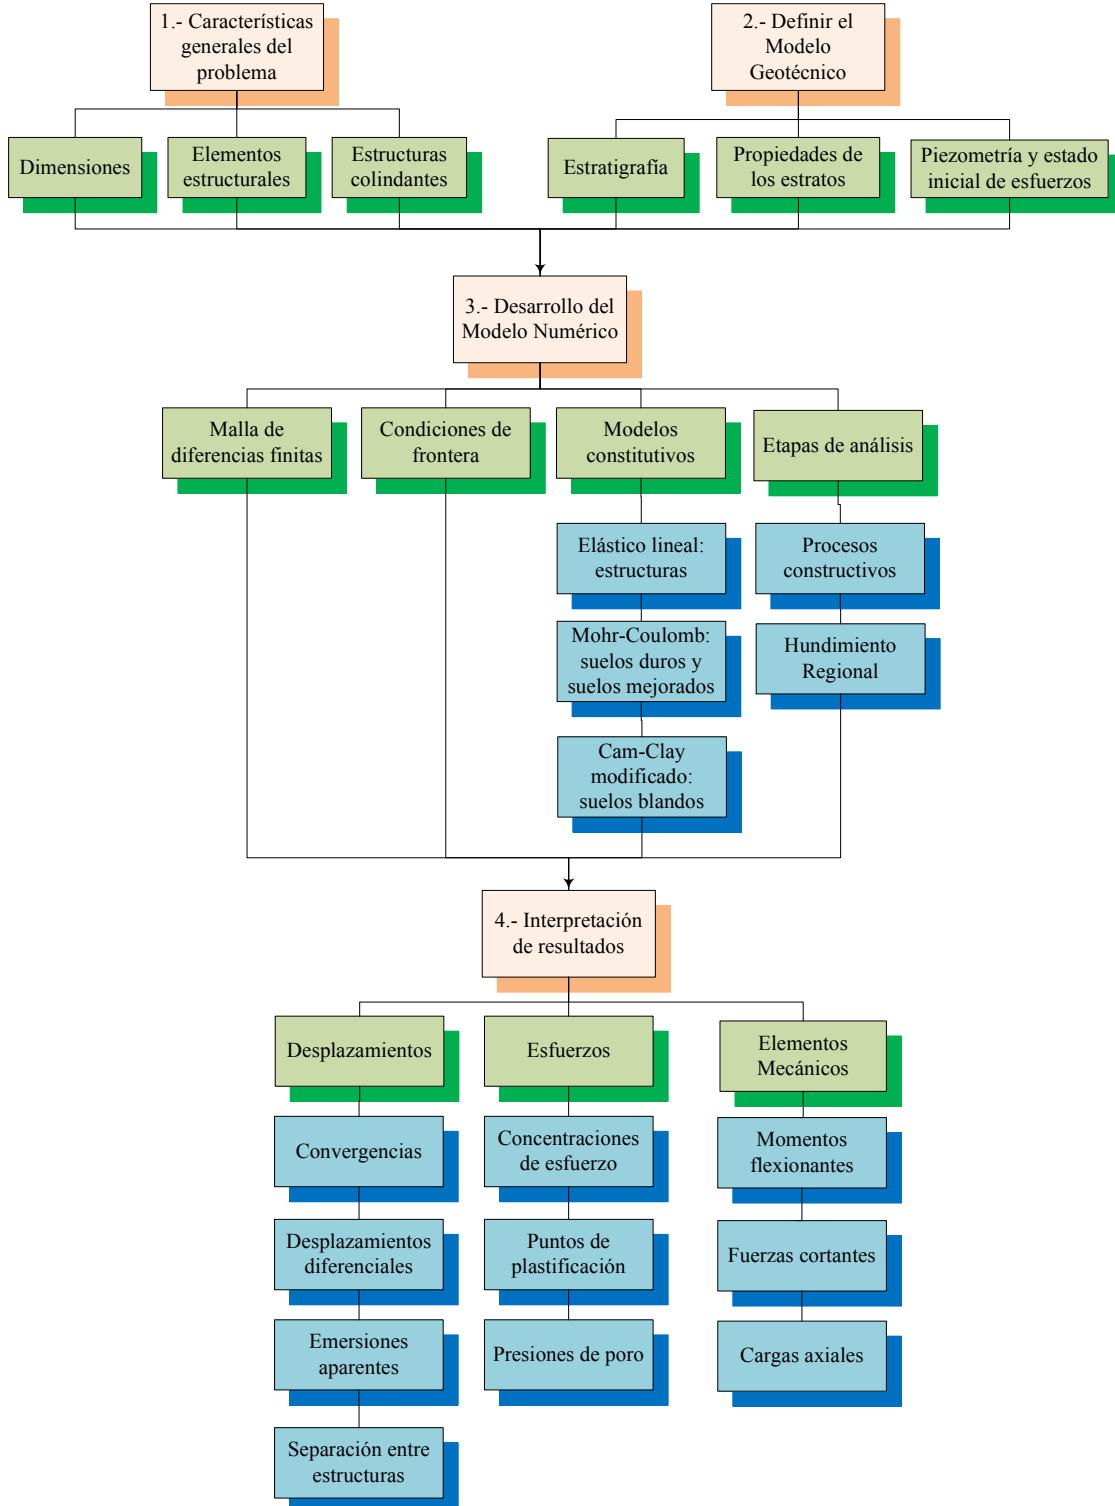 1.- Características
generales del
problema
2.- Definir el
Modelo
Geotécnico
Dimensiones
Elementos
estructurales
Estructuras
colindantes
Estratigrafía
Propiedades de
los estratos
Piezometría y estado
inicial de esfuerzos
3.- Desarrollo del
Modelo Numérico
Malla de
diferencias finitas
Condiciones de
frontera
Modelos
constitutivos
Etapas de análisis
Elástico lineal:
estructuras
Procesos
constructivos
Mohr-Coulomb:
suelos duros y
suelos mejorados
Hundimiento
Regional
Cam-Clay
modificado:
suelos blandos
4.- Interpretación
de resultados
Desplazamientos
Esfuerzos
Elementos
Mecánicos
Convergencias
Concentraciones
de esfuerzo
Momentos
flexionantes
Desplazamientos
diferenciales
Puntos de
plastificación
Fuerzas cortantes
Emersiones
aparentes
Presiones de poro
Cargas axiales
Separación entre
estructuras